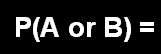 P(A or B) =